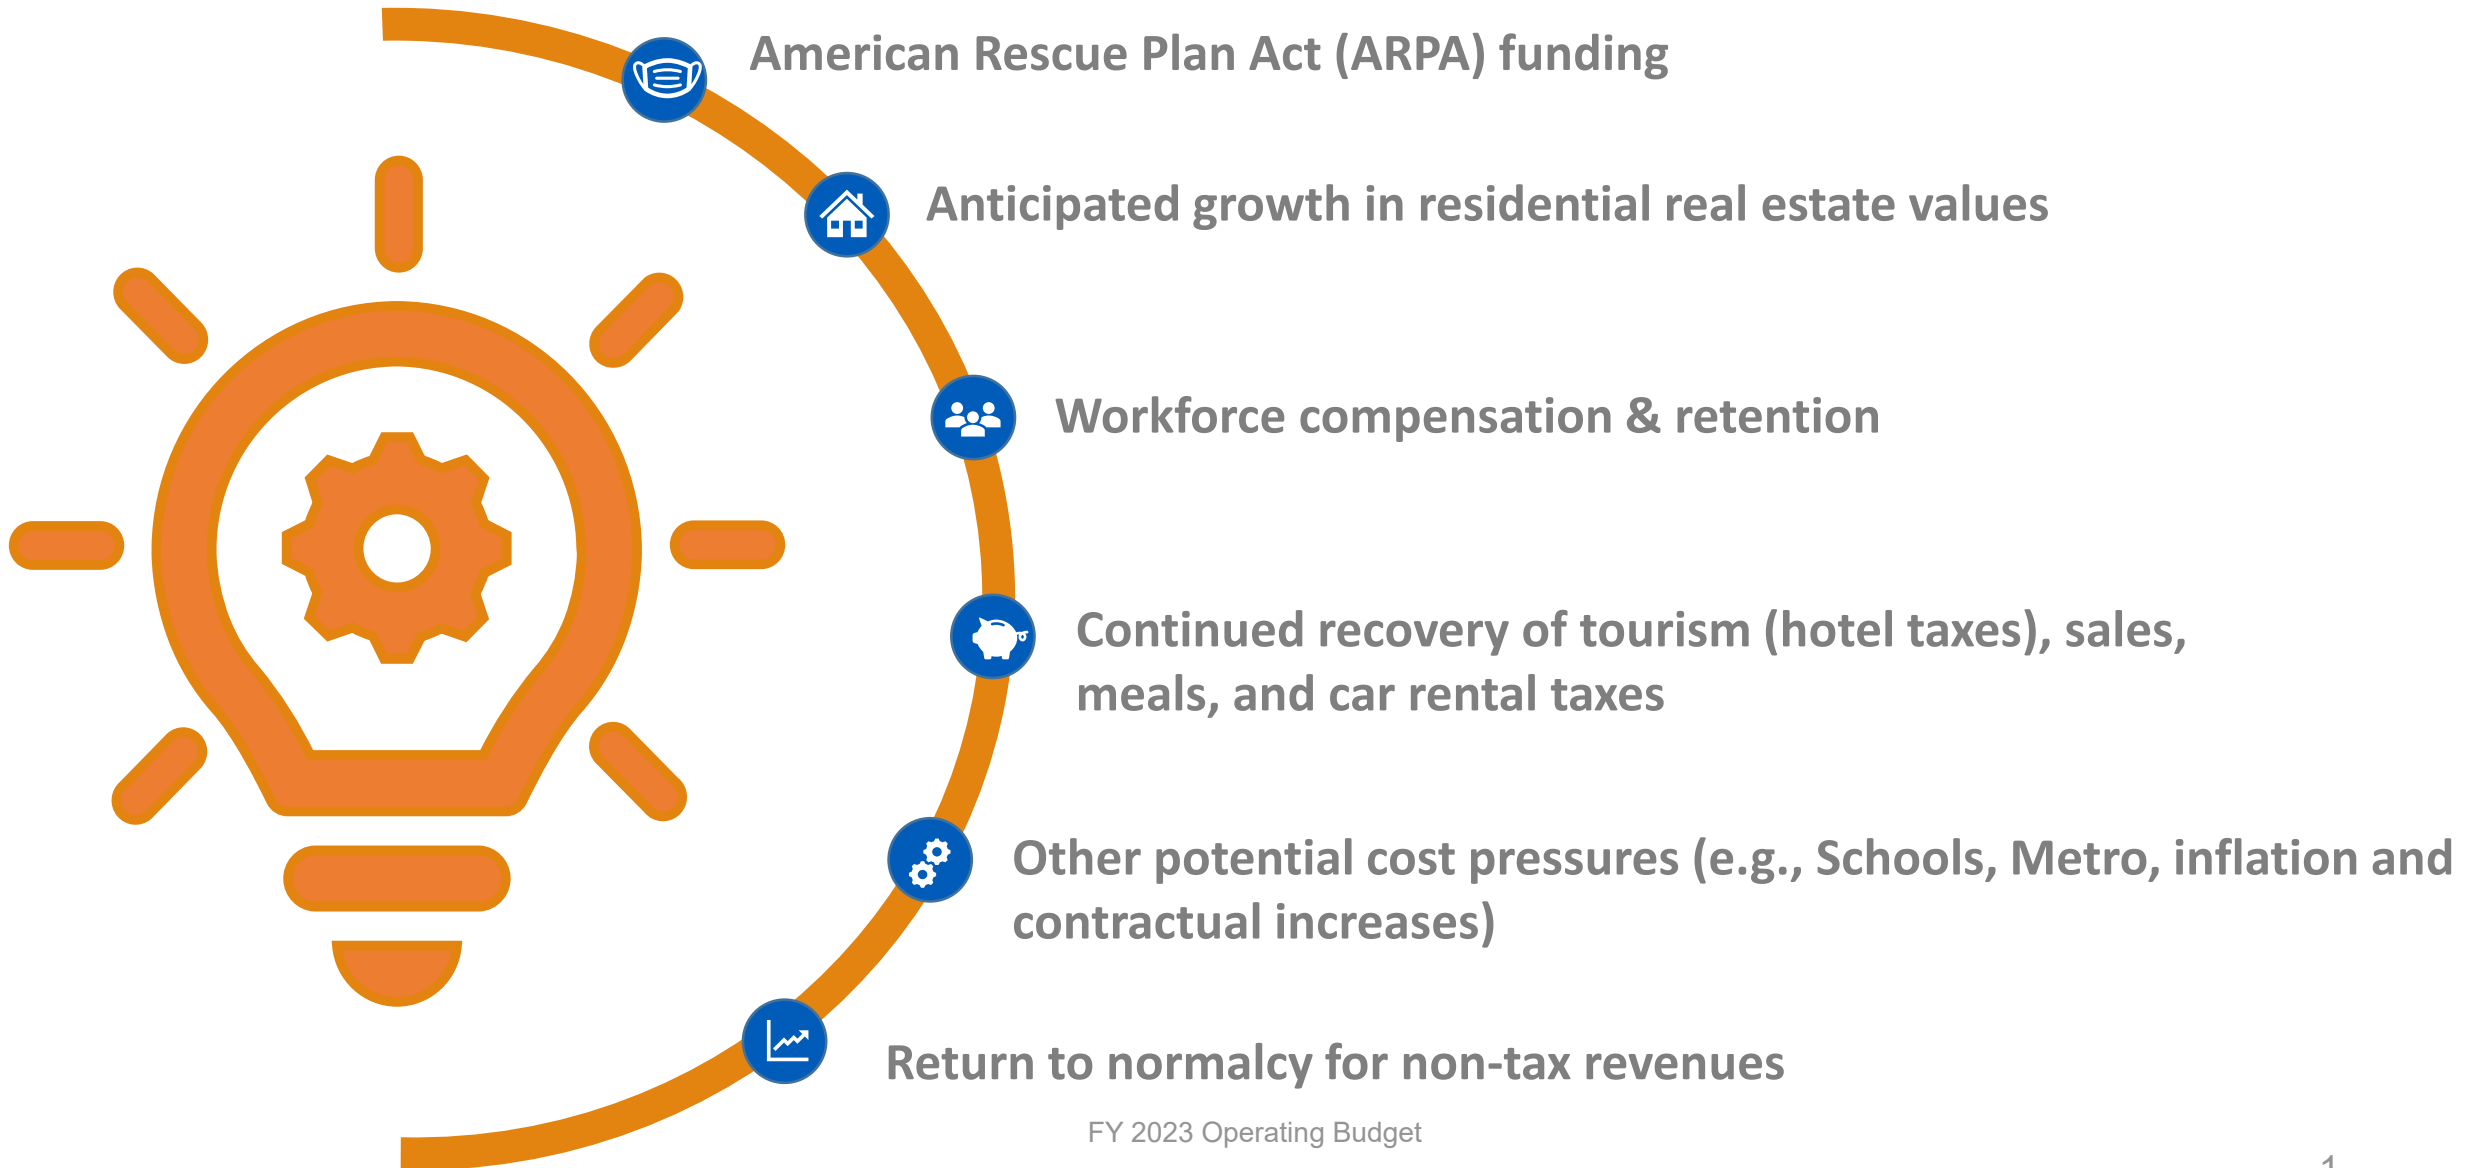 American Rescue Plan Act (ARPA) funding
Anticipated growth in residential real estate values
Workforce compensation & retention
Continued recovery of tourism (hotel taxes), sales,
meals, and car rental taxes
Other potential cost pressures (e.g., Schools, Metro, inflation and
contractual increases)
Return to normalcy for non-tax revenues
FY 2023 Operating Budget
1